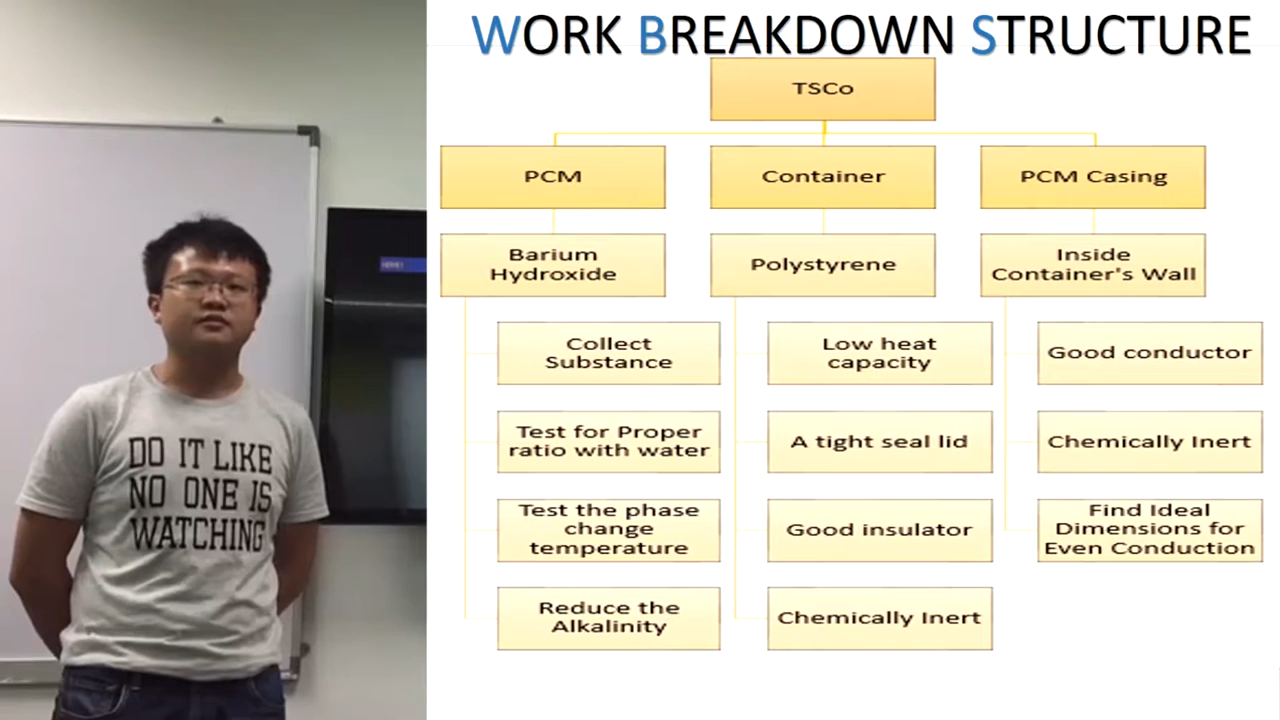 WORK BREAKDOWN STRUCTURE
TSCo
PCM
Container
PCM Casing
Barium
Hydroxide
Polystyrene
Inside
Container's Wall
Collect
Substance
Low heat
capacity
Good conductor
Test for Proper
ratio with water
A tight seal lid
Chemically Inert
Test the phase
change
temperature
Good insulator
Find Ideal
Dimensions for
Even Conduction
Reduce the
Alkalinity
Chemically Inert
DO IT LIKE
NO ONE IS
WATCHING